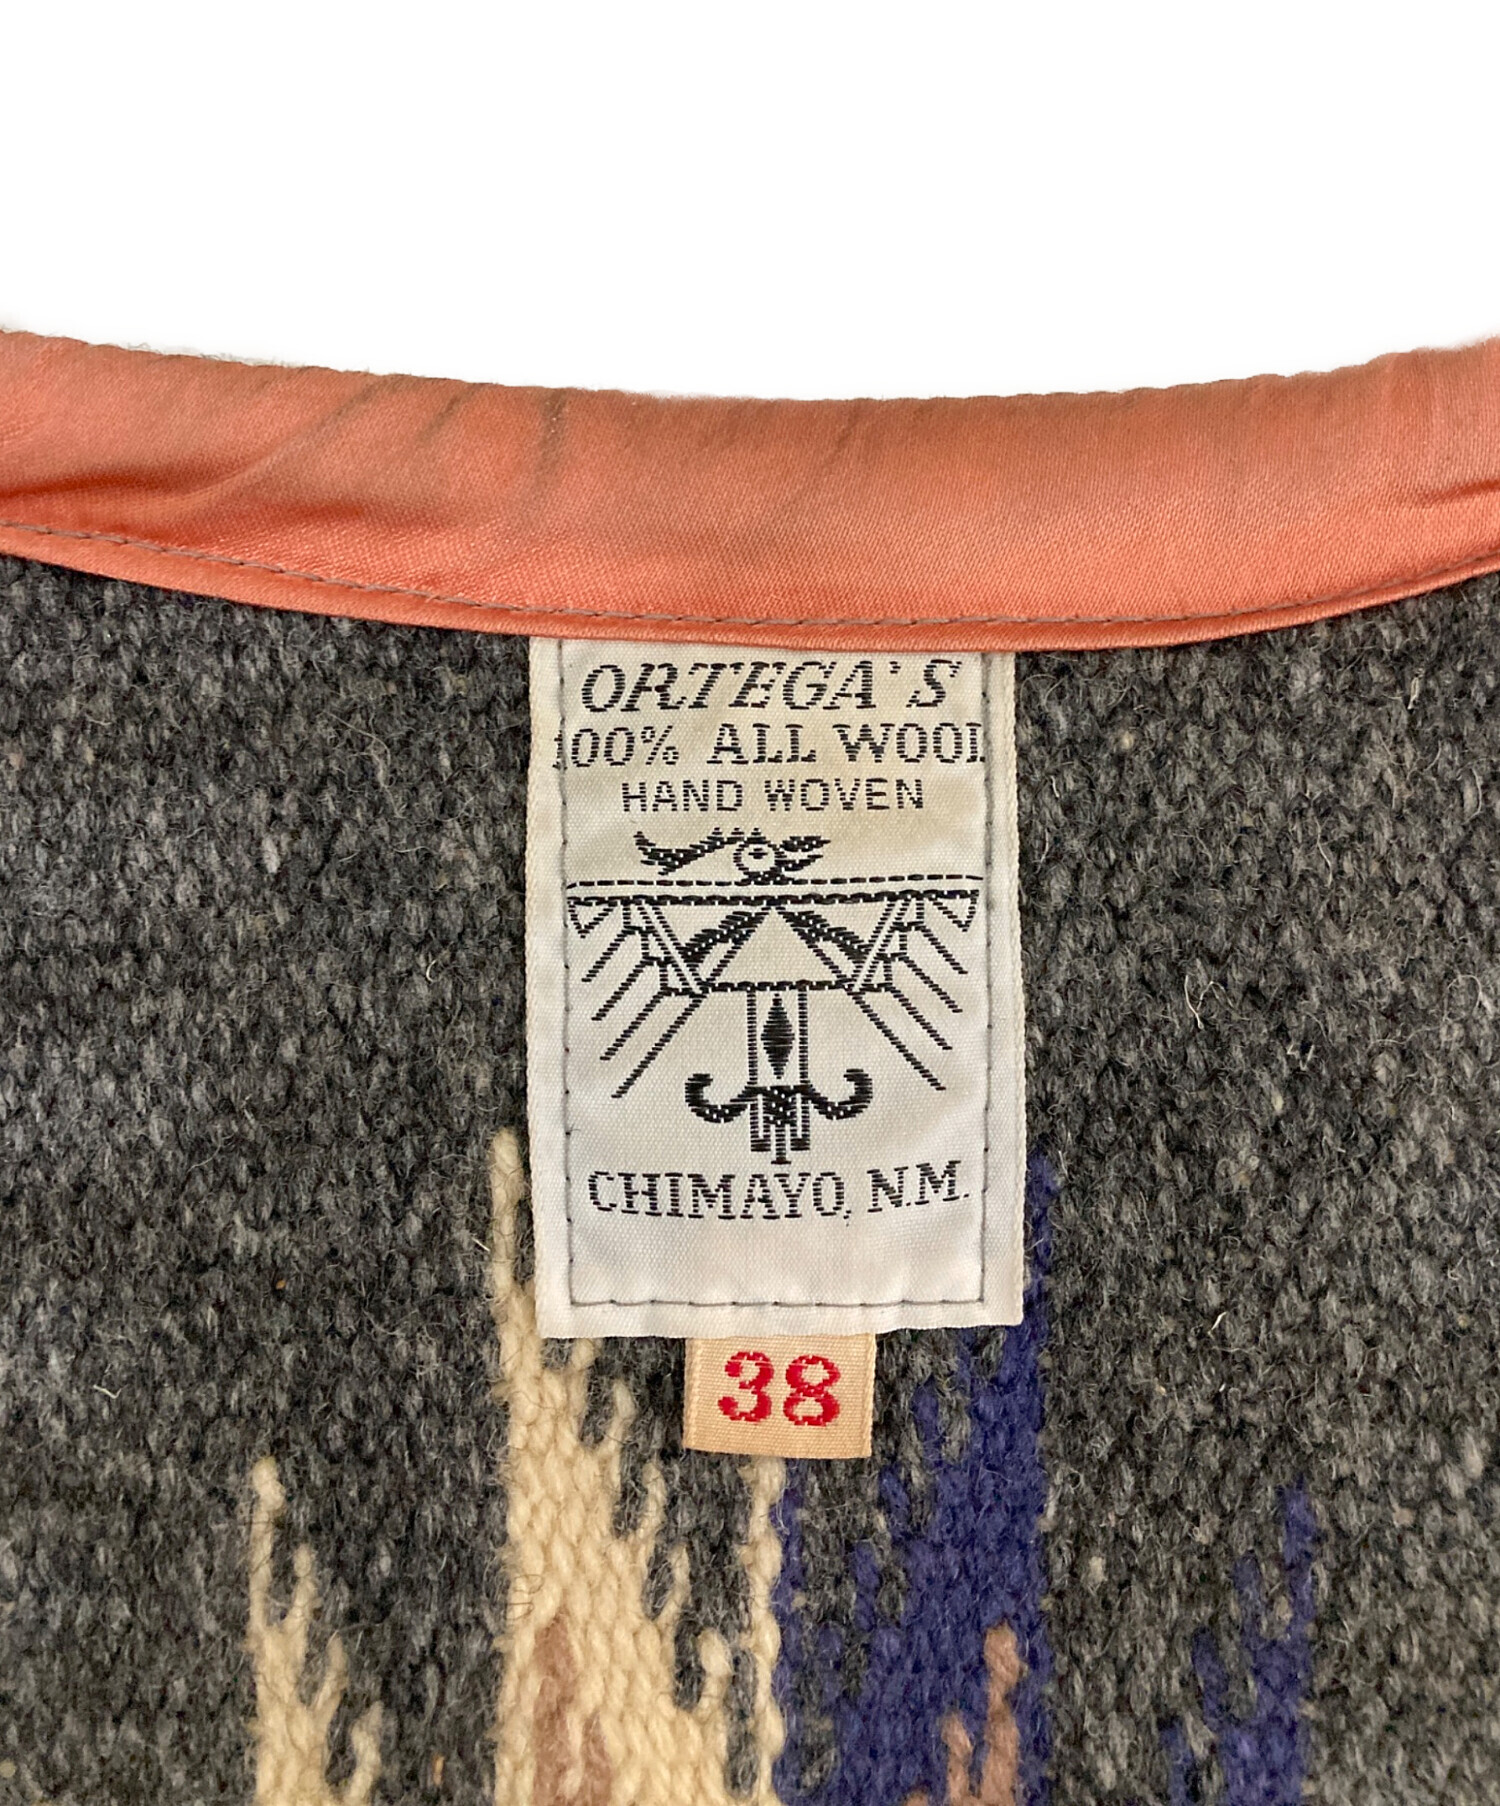 ORTEGA'S
100% ALL WOOL
HAND WOVEN
CHIMAYO, N.M.
38